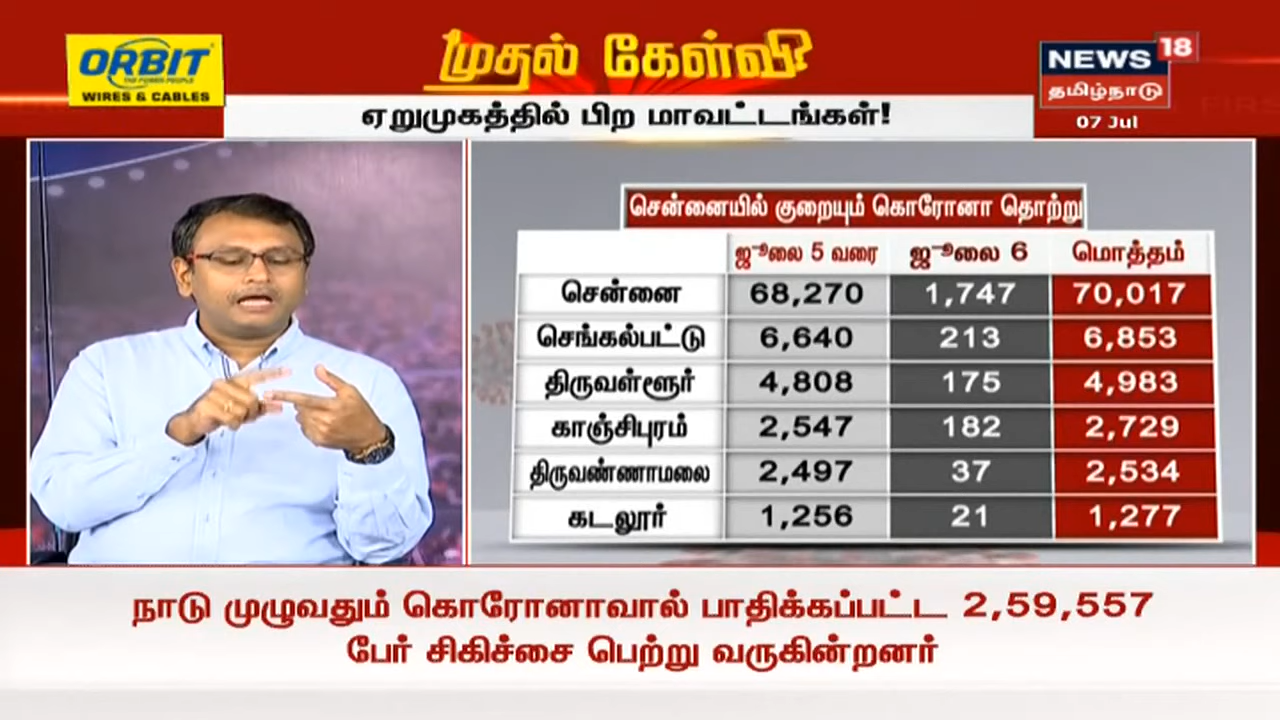 ORBIT
THE POWER PEOPLE
WIRES & CABLES
முதல் கேள்வி?
NEWS 18
தமிழ்நாடு
07 Jul
ஏறுமுகத்தில் பிற மாவட்டங்கள்!
சென்னையில் குறையும் கொரோனா தொற்று
ஜூலை 5 வரை ஜூலை 6 மொத்தம்
சென்னை 68,270 1,747 70,017
செங்கல்பட்டு 6,640 213 6,853
திருவள்ளூர் 4,808 175 4,983
காஞ்சிபுரம் 2,547 182 2,729
திருவண்ணாமலை 2,497 37 2,534
கடலூர் 1,256 21 1,277
நாடு முழுவதும் கொரோனாவால் பாதிக்கப்பட்ட 2,59,557
பேர் சிகிச்சை பெற்று வருகின்றனர்